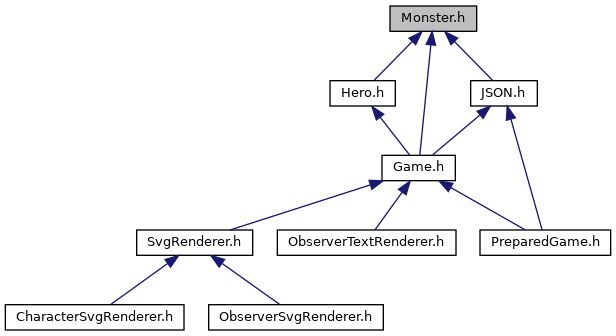 Monster.h
Hero.h
JSON.h
Game.h
SvgRenderer.h
ObserverTextRenderer.h
PreparedGame.h
CharacterSvgRenderer.h
ObserverSvgRenderer.h